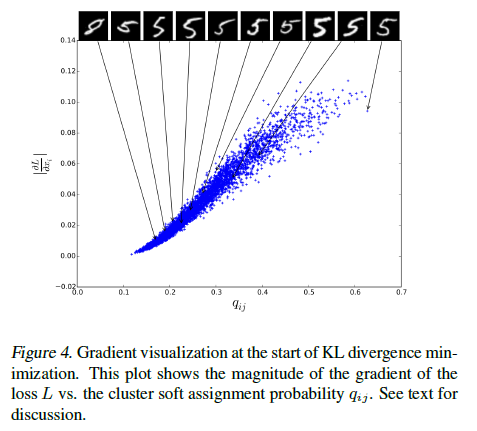 0.14
0.12
0.10
0.08
0.06
0.04
0.02
0.00
−0.02
|∂L/∂z_i|
0.0 0.1 0.2 0.3 0.4 0.5 0.6 0.7
q_ij
Figure 4. Gradient visualization at the start of KL divergence min-
imization. This plot shows the magnitude of the gradient of the
loss L vs. the cluster soft assignment probability q_ij. See text for
discussion.